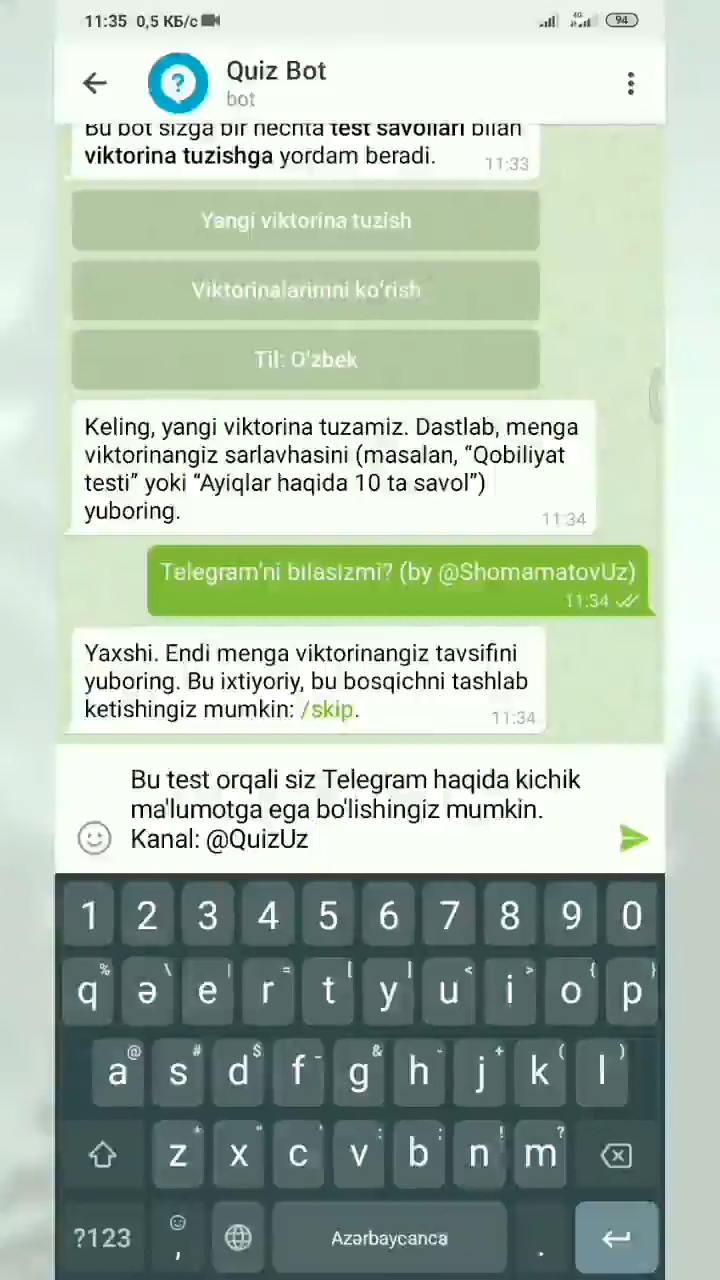 11:35 0,5 КБ/с 4G 94
Quiz Bot
bot
Bu bot sizga bir nechta test savollari bilan
viktorina tuzishga yordam beradi.
11:33
Yangi viktorina tuzish
Viktorinalarimni ko'rish
Til: O'zbek
Keling, yangi viktorina tuzamiz. Dastlab, menga
viktorinangiz sarlavhasini (masalan, “Qobiliyat
testi” yoki “Ayiqlar haqida 10 ta savol”)
yuboring.
11:34
Telegram'ni bilasizmi? (by @ShomamatovUz)
11:34
Yaxshi. Endi menga viktorinangiz tavsifini
yuboring. Bu ixtiyoriy, bu bosqichni tashlab
ketishingiz mumkin: /skip.
11:34
Bu test orqali siz Telegram haqida kichik
ma'lumotga ega bo'lishingiz mumkin.
Kanal: @QuizUz
1 2 3 4 5 6 7 8 9 0
q ə e r t y u i o p
a s d f g h j k l
z x c v b n m
?123 , Azərbaycanca .